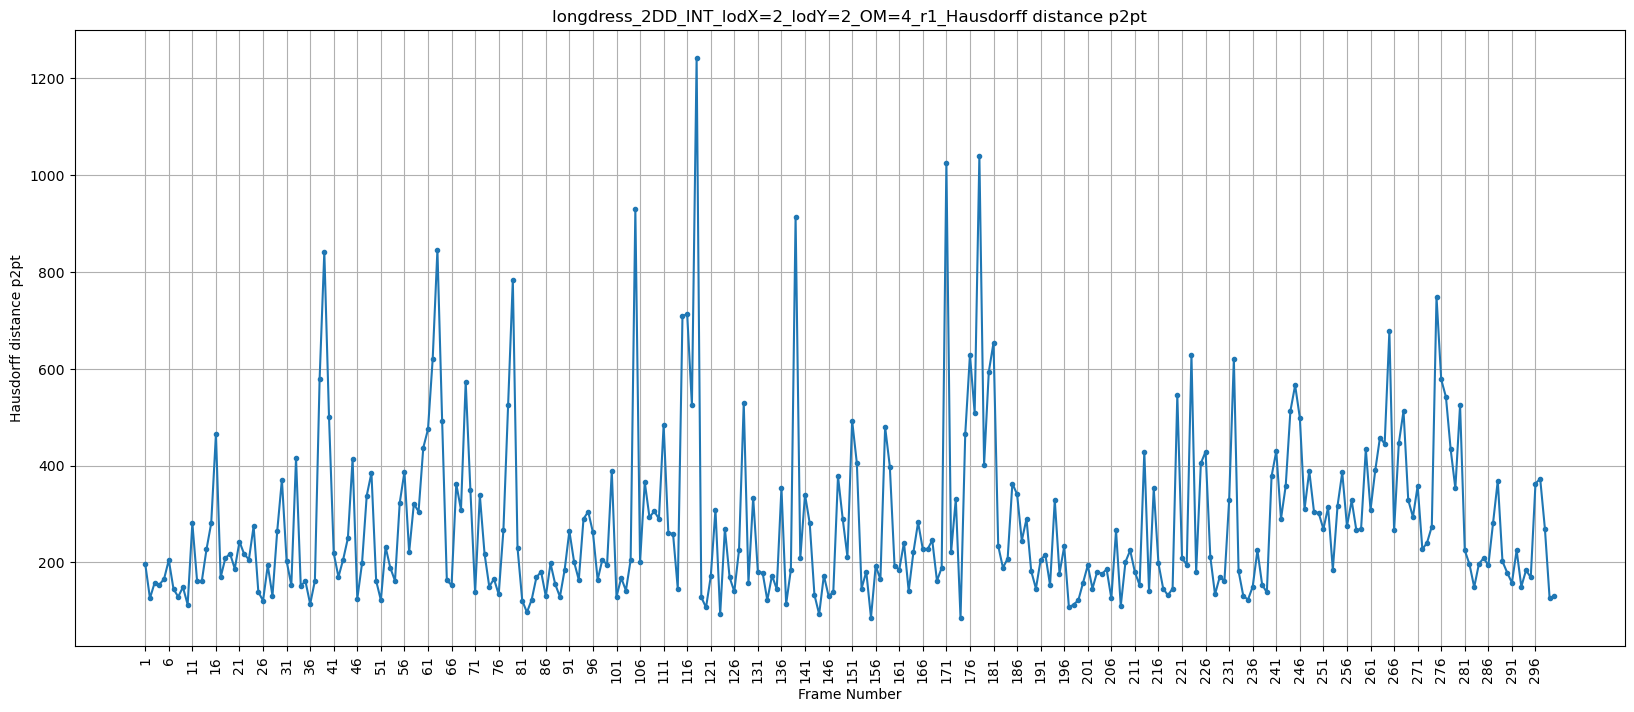 longdress_2DD_INT_lodX=2_lodY=2_OM=4_r1_Hausdorff distance p2pt
1200
1000
800
600
400
200
Hausdorff distance p2pt
1 6 11 16 21 26 31 36 41 46 51 56 61 66 71 76 81 86 91 96 101 106 111 116 121 126 131 136 141 146 151 156 161 166 171 176 181 186 191 196 201 206 211 216 221 226 231 236 241 246 251 256 261 266 271 276 281 286 291 296
Frame Number